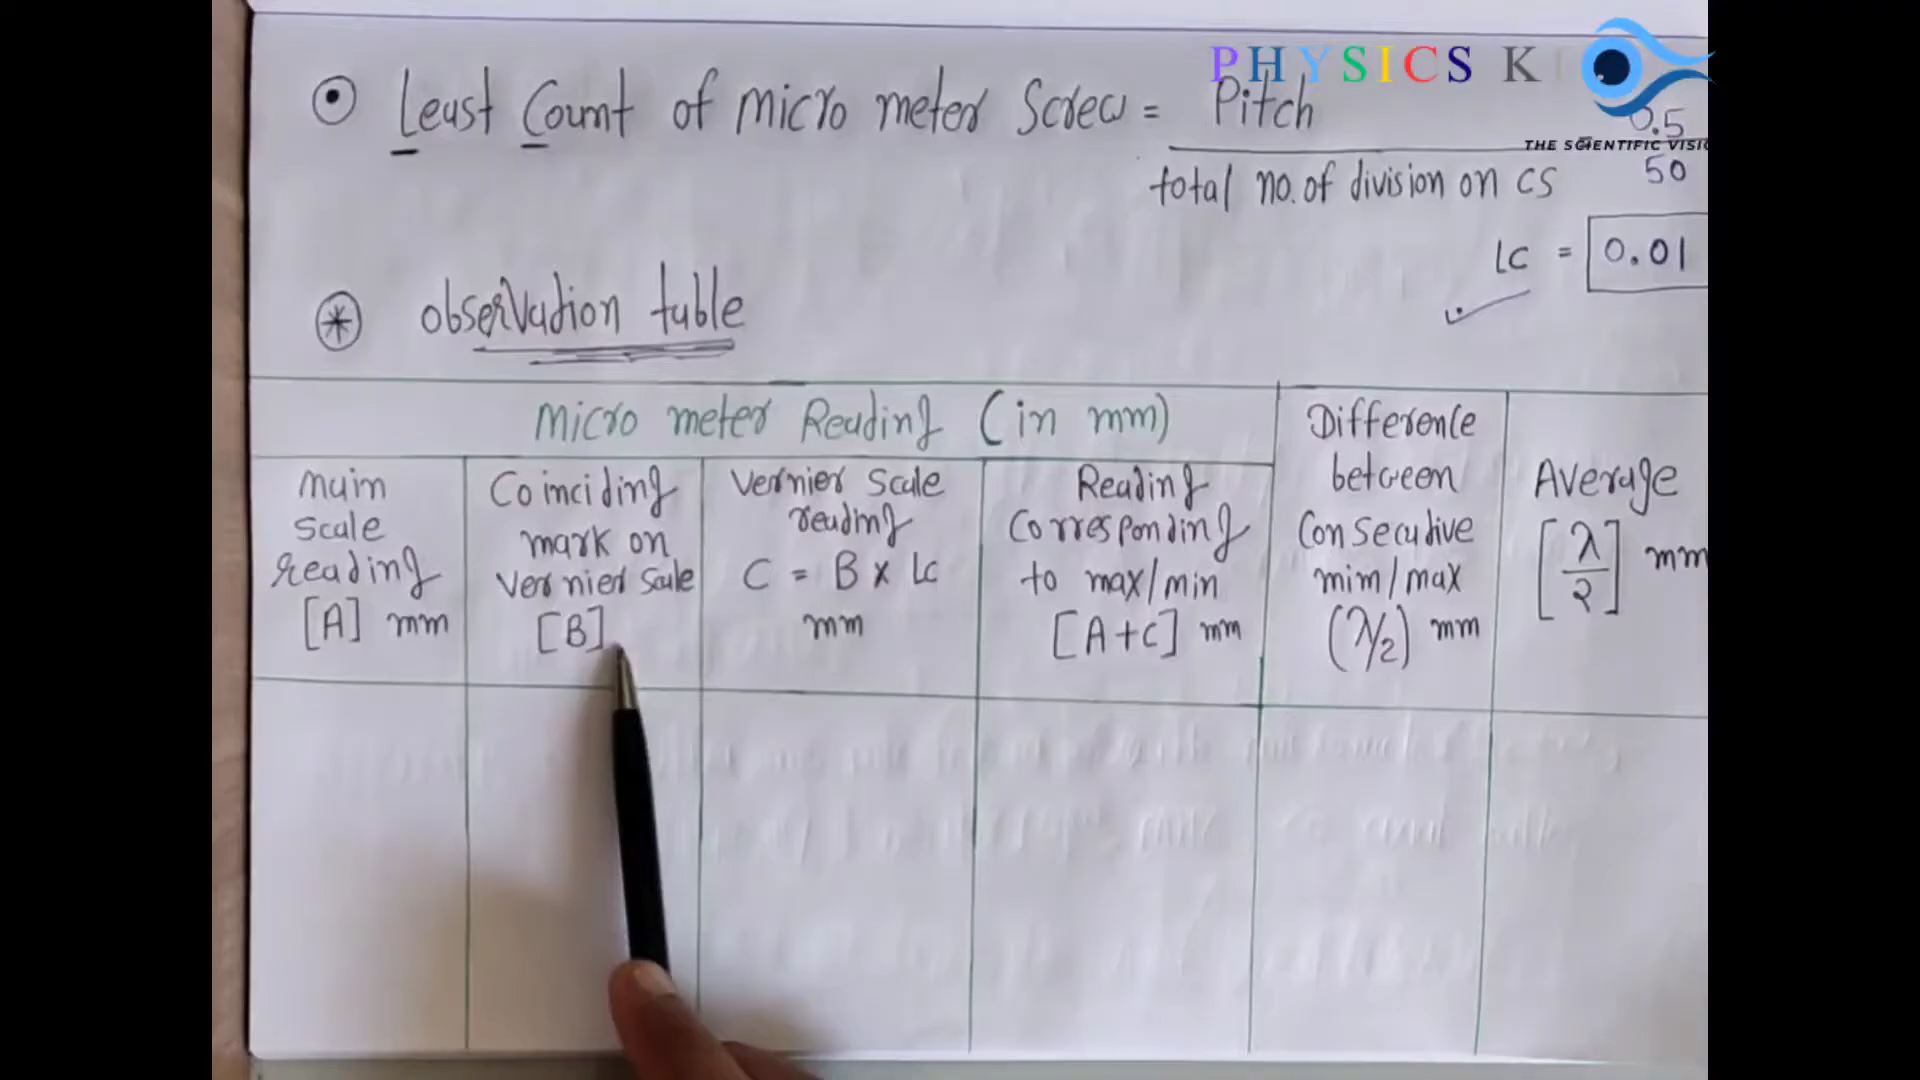 PHYSICS K
THE SCIENTIFIC VISIO
Least Count of micro meter Screw = Pitch
total no. of division on CS
= 0.5
50
LC = 0.01
observation table
Micro meter Reading (in mm)
Main
Scale
reading
[A] mm
Coinciding
mark on
Vernier Scale
[B]
Vernier Scale
reading
C = B x Lc
mm
Reading
Corresponding
to max/min
[A+C] mm
Difference
between
Consecutive
mim/max
(λ/2) mm
Average
[λ/2] mm